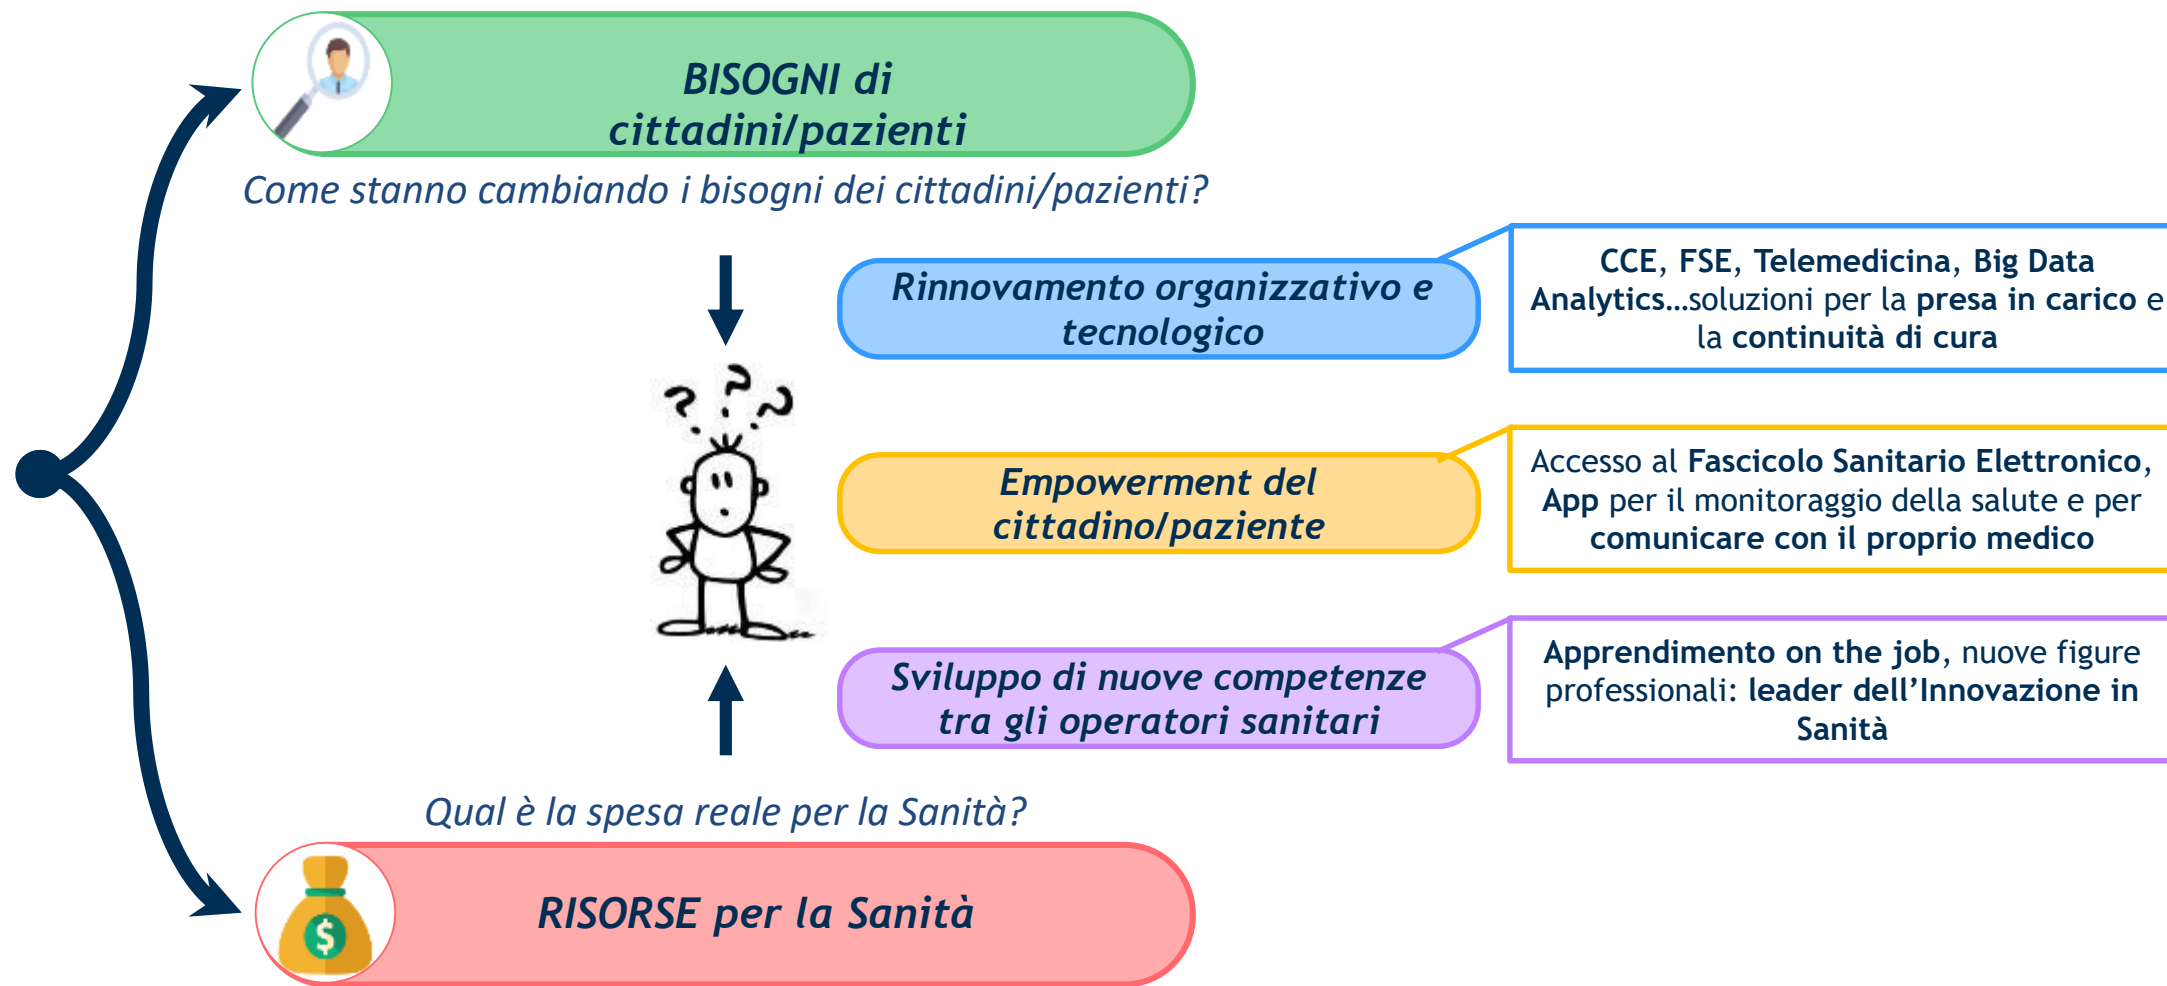 BISOGNI di
cittadini/pazienti
Come stanno cambiando i bisogni dei cittadini/pazienti?
Rinnovamento organizzativo e
tecnologico
CCE, FSE, Telemedicina, Big Data
Analytics…soluzioni per la presa in carico e
la continuità di cura
? ? ?
Empowerment del
cittadino/paziente
Accesso al Fascicolo Sanitario Elettronico,
App per il monitoraggio della salute e per
comunicare con il proprio medico
Sviluppo di nuove competenze
tra gli operatori sanitari
Apprendimento on the job, nuove figure
professionali: leader dell’Innovazione in
Sanità
Qual è la spesa reale per la Sanità?
$
RISORSE per la Sanità